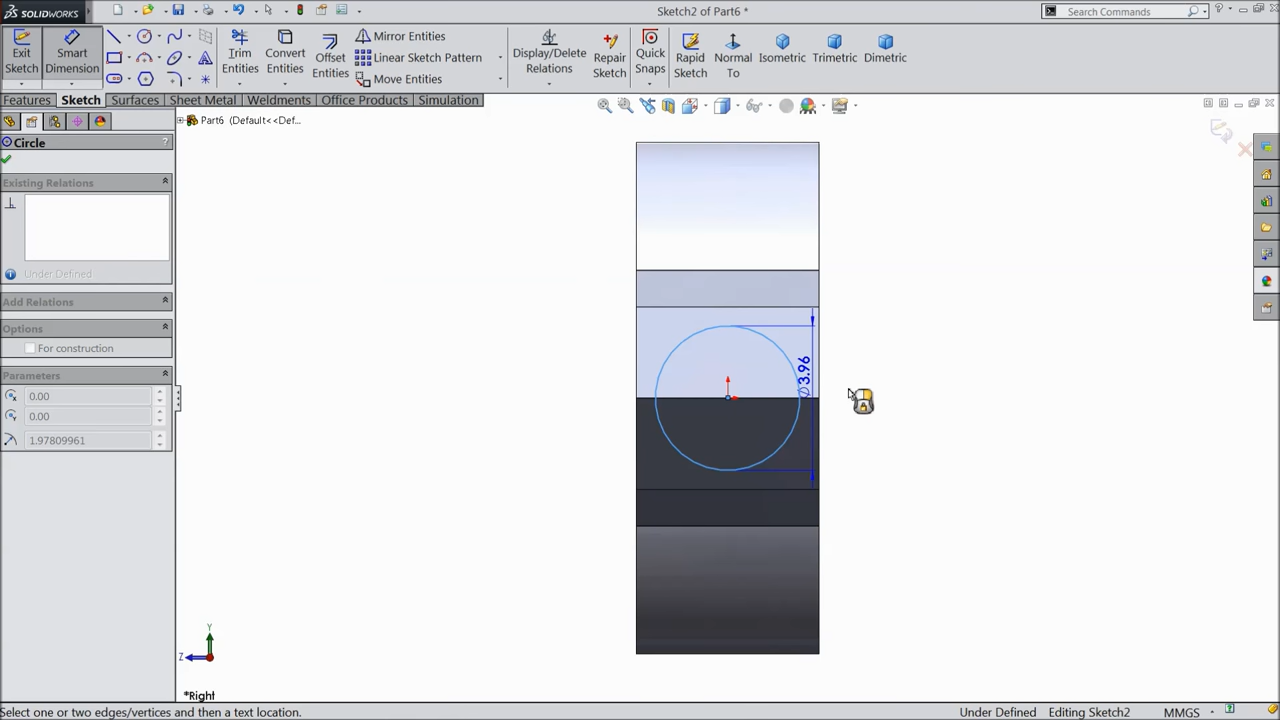 SOLIDWORKS
Sketch2 of Part6 *
Search Commands
Exit Sketch
Smart Dimension
Trim Entities
Convert Entities
Offset Entities
Mirror Entities
Linear Sketch Pattern
Move Entities
Display/Delete Relations
Repair Sketch
Quick Snaps
Rapid Sketch
Normal To
Isometric
Trimetric
Dimetric
Features
Sketch
Surfaces
Sheet Metal
Weldments
Office Products
Simulation
Part6 (Default<<Def...
Circle
?
Existing Relations
Under Defined
Add Relations
Options
For construction
Parameters
0.00
0.00
1.97809961
Ø3.96
Y
Z
*Right
Select one or two edges/vertices and then a text location.
Under Defined
Editing Sketch2
MMGS